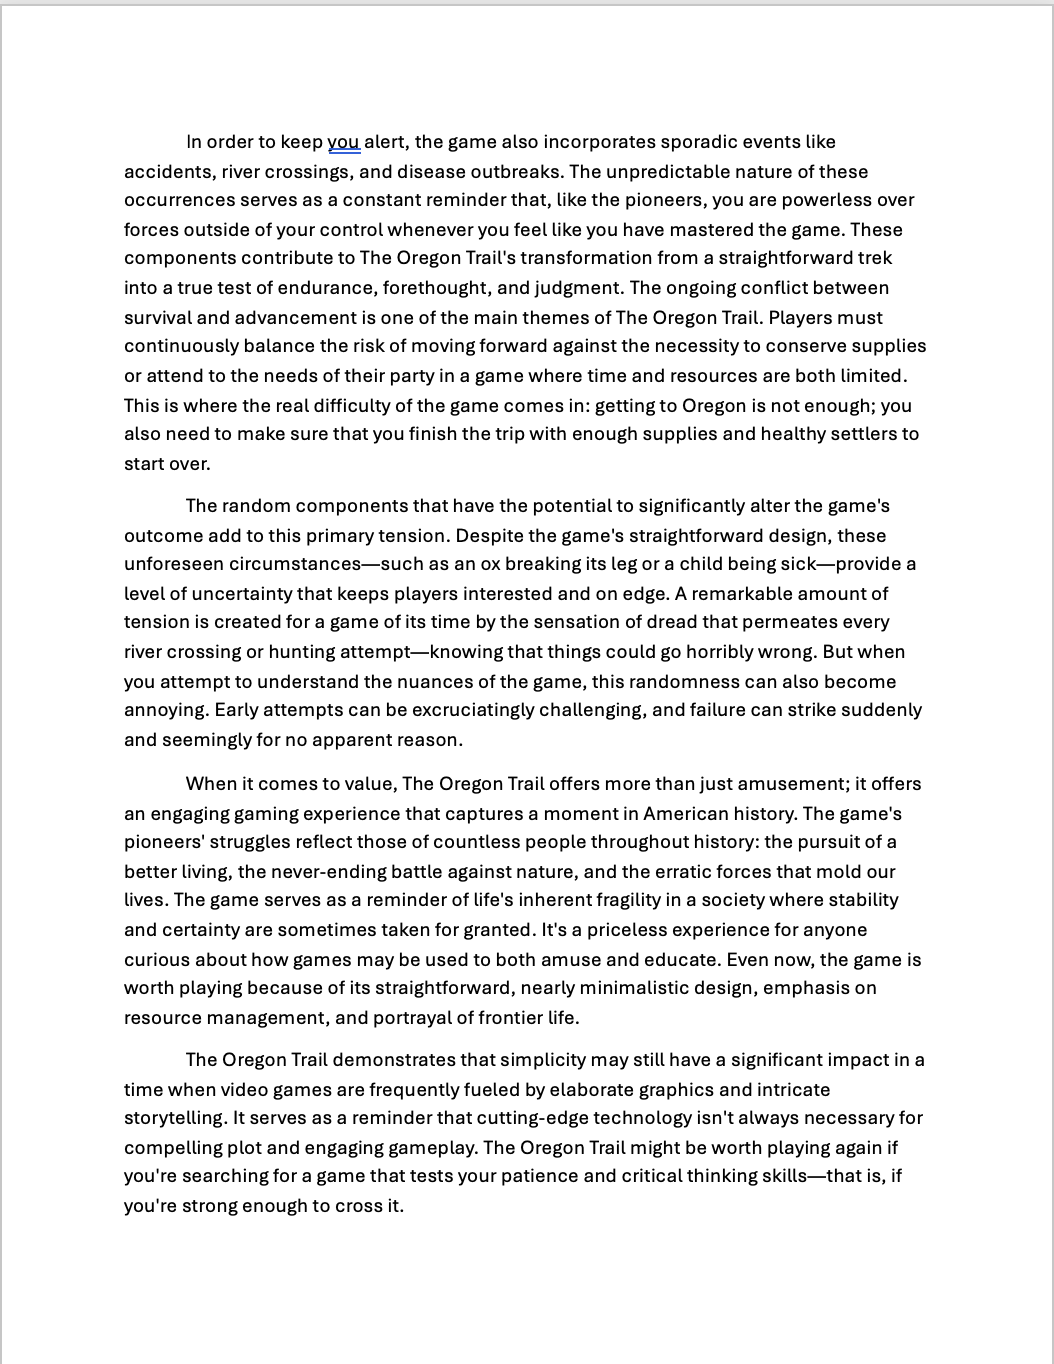 In order to keep you alert, the game also incorporates sporadic events like
accidents, river crossings, and disease outbreaks. The unpredictable nature of these
occurrences serves as a constant reminder that, like the pioneers, you are powerless over
forces outside of your control whenever you feel like you have mastered the game. These
components contribute to The Oregon Trail's transformation from a straightforward trek
into a true test of endurance, forethought, and judgment. The ongoing conflict between
survival and advancement is one of the main themes of The Oregon Trail. Players must
continuously balance the risk of moving forward against the necessity to conserve supplies
or attend to the needs of their party in a game where time and resources are both limited.
This is where the real difficulty of the game comes in: getting to Oregon is not enough; you
also need to make sure that you finish the trip with enough supplies and healthy settlers to
start over.
The random components that have the potential to significantly alter the game's
outcome add to this primary tension. Despite the game's straightforward design, these
unforeseen circumstances—such as an ox breaking its leg or a child being sick—provide a
level of uncertainty that keeps players interested and on edge. A remarkable amount of
tension is created for a game of its time by the sensation of dread that permeates every
river crossing or hunting attempt—knowing that things could go horribly wrong. But when
you attempt to understand the nuances of the game, this randomness can also become
annoying. Early attempts can be excruciatingly challenging, and failure can strike suddenly
and seemingly for no apparent reason.
When it comes to value, The Oregon Trail offers more than just amusement; it offers
an engaging gaming experience that captures a moment in American history. The game's
pioneers' struggles reflect those of countless people throughout history: the pursuit of a
better living, the never-ending battle against nature, and the erratic forces that mold our
lives. The game serves as a reminder of life's inherent fragility in a society where stability
and certainty are sometimes taken for granted. It's a priceless experience for anyone
curious about how games may be used to both amuse and educate. Even now, the game is
worth playing because of its straightforward, nearly minimalistic design, emphasis on
resource management, and portrayal of frontier life.
The Oregon Trail demonstrates that simplicity may still have a significant impact in a
time when video games are frequently fueled by elaborate graphics and intricate
storytelling. It serves as a reminder that cutting-edge technology isn't always necessary for
compelling plot and engaging gameplay. The Oregon Trail might be worth playing again if
you're searching for a game that tests your patience and critical thinking skills—that is, if
you're strong enough to cross it.